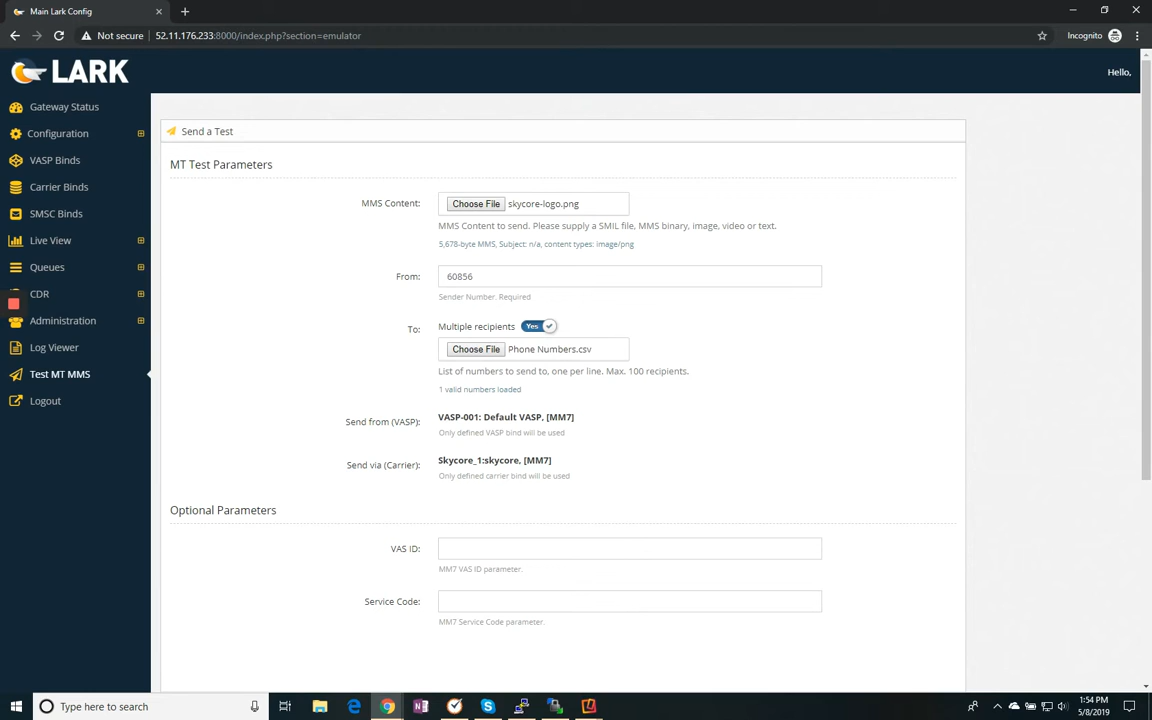 Main Lark Config
Not secure
52.11.176.233:8000/index.php?section=emulator
Incognito
LARK
Hello,
Gateway Status
Configuration
VASP Binds
Carrier Binds
SMSC Binds
Live View
Queues
CDR
Administration
Log Viewer
Test MT MMS
Logout
Send a Test
MT Test Parameters
MMS Content:
Choose File skycore-logo.png
MMS Content to send. Please supply a SMIL file, MMS binary, image, video or text.
5,678-byte MMS, Subject: n/a, content types: image/png
From:
60856
Sender Number. Required
To:
Multiple recipients Yes
Choose File Phone Numbers.csv
List of numbers to send to, one per line. Max. 100 recipients.
1 valid numbers loaded
Send from (VASP):
VASP-001: Default VASP, [MM7]
Only defined VASP bind will be used
Send via (Carrier):
Skycore_1:skycore, [MM7]
Only defined carrier bind will be used
Optional Parameters
VAS ID:
MM7 VAS ID parameter.
Service Code:
MM7 Service Code parameter.
Type here to search
1:54 PM
5/8/2019